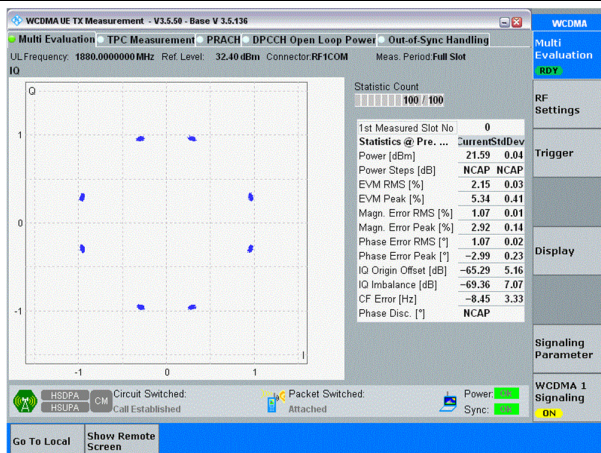 WCDMA UE TX Measurement - V3.5.50 - Base V 3.5.136
WCDMA
Multi Evaluation TPC Measurement PRACH DPCCH Open Loop Power Out-of-Sync Handling
Multi
Evaluation
RDY
UL Frequency: 1880.0000000 MHz Ref. Level: 32.40 dBm Connector:RF1COM Meas. Period:Full Slot
IQ
Q
1
0
-1
-1 0 1
I
Statistic Count
100 / 100
1st Measured Slot No 0
Statistics @ Pre. ... Current StdDev
Power [dBm] 21.59 0.04
Power Steps [dB] NCAP NCAP
EVM RMS [%] 2.15 0.03
EVM Peak [%] 5.34 0.41
Magn. Error RMS [%] 1.07 0.01
Magn. Error Peak [%] 2.92 0.14
Phase Error RMS [°] 1.07 0.02
Phase Error Peak [°] −2.99 0.23
IQ Origin Offset [dB] −65.29 5.16
IQ Imbalance [dB] −69.36 7.07
CF Error [Hz] −8.45 3.33
Phase Disc. [°] NCAP
RF
Settings
Trigger
Display
Signaling
Parameter
WCDMA 1
Signaling
ON
HSDPA
HSUPA
CM
Circuit Switched:
Call Established
Packet Switched:
Attached
Power:
Sync:
Go To Local
Show Remote
Screen